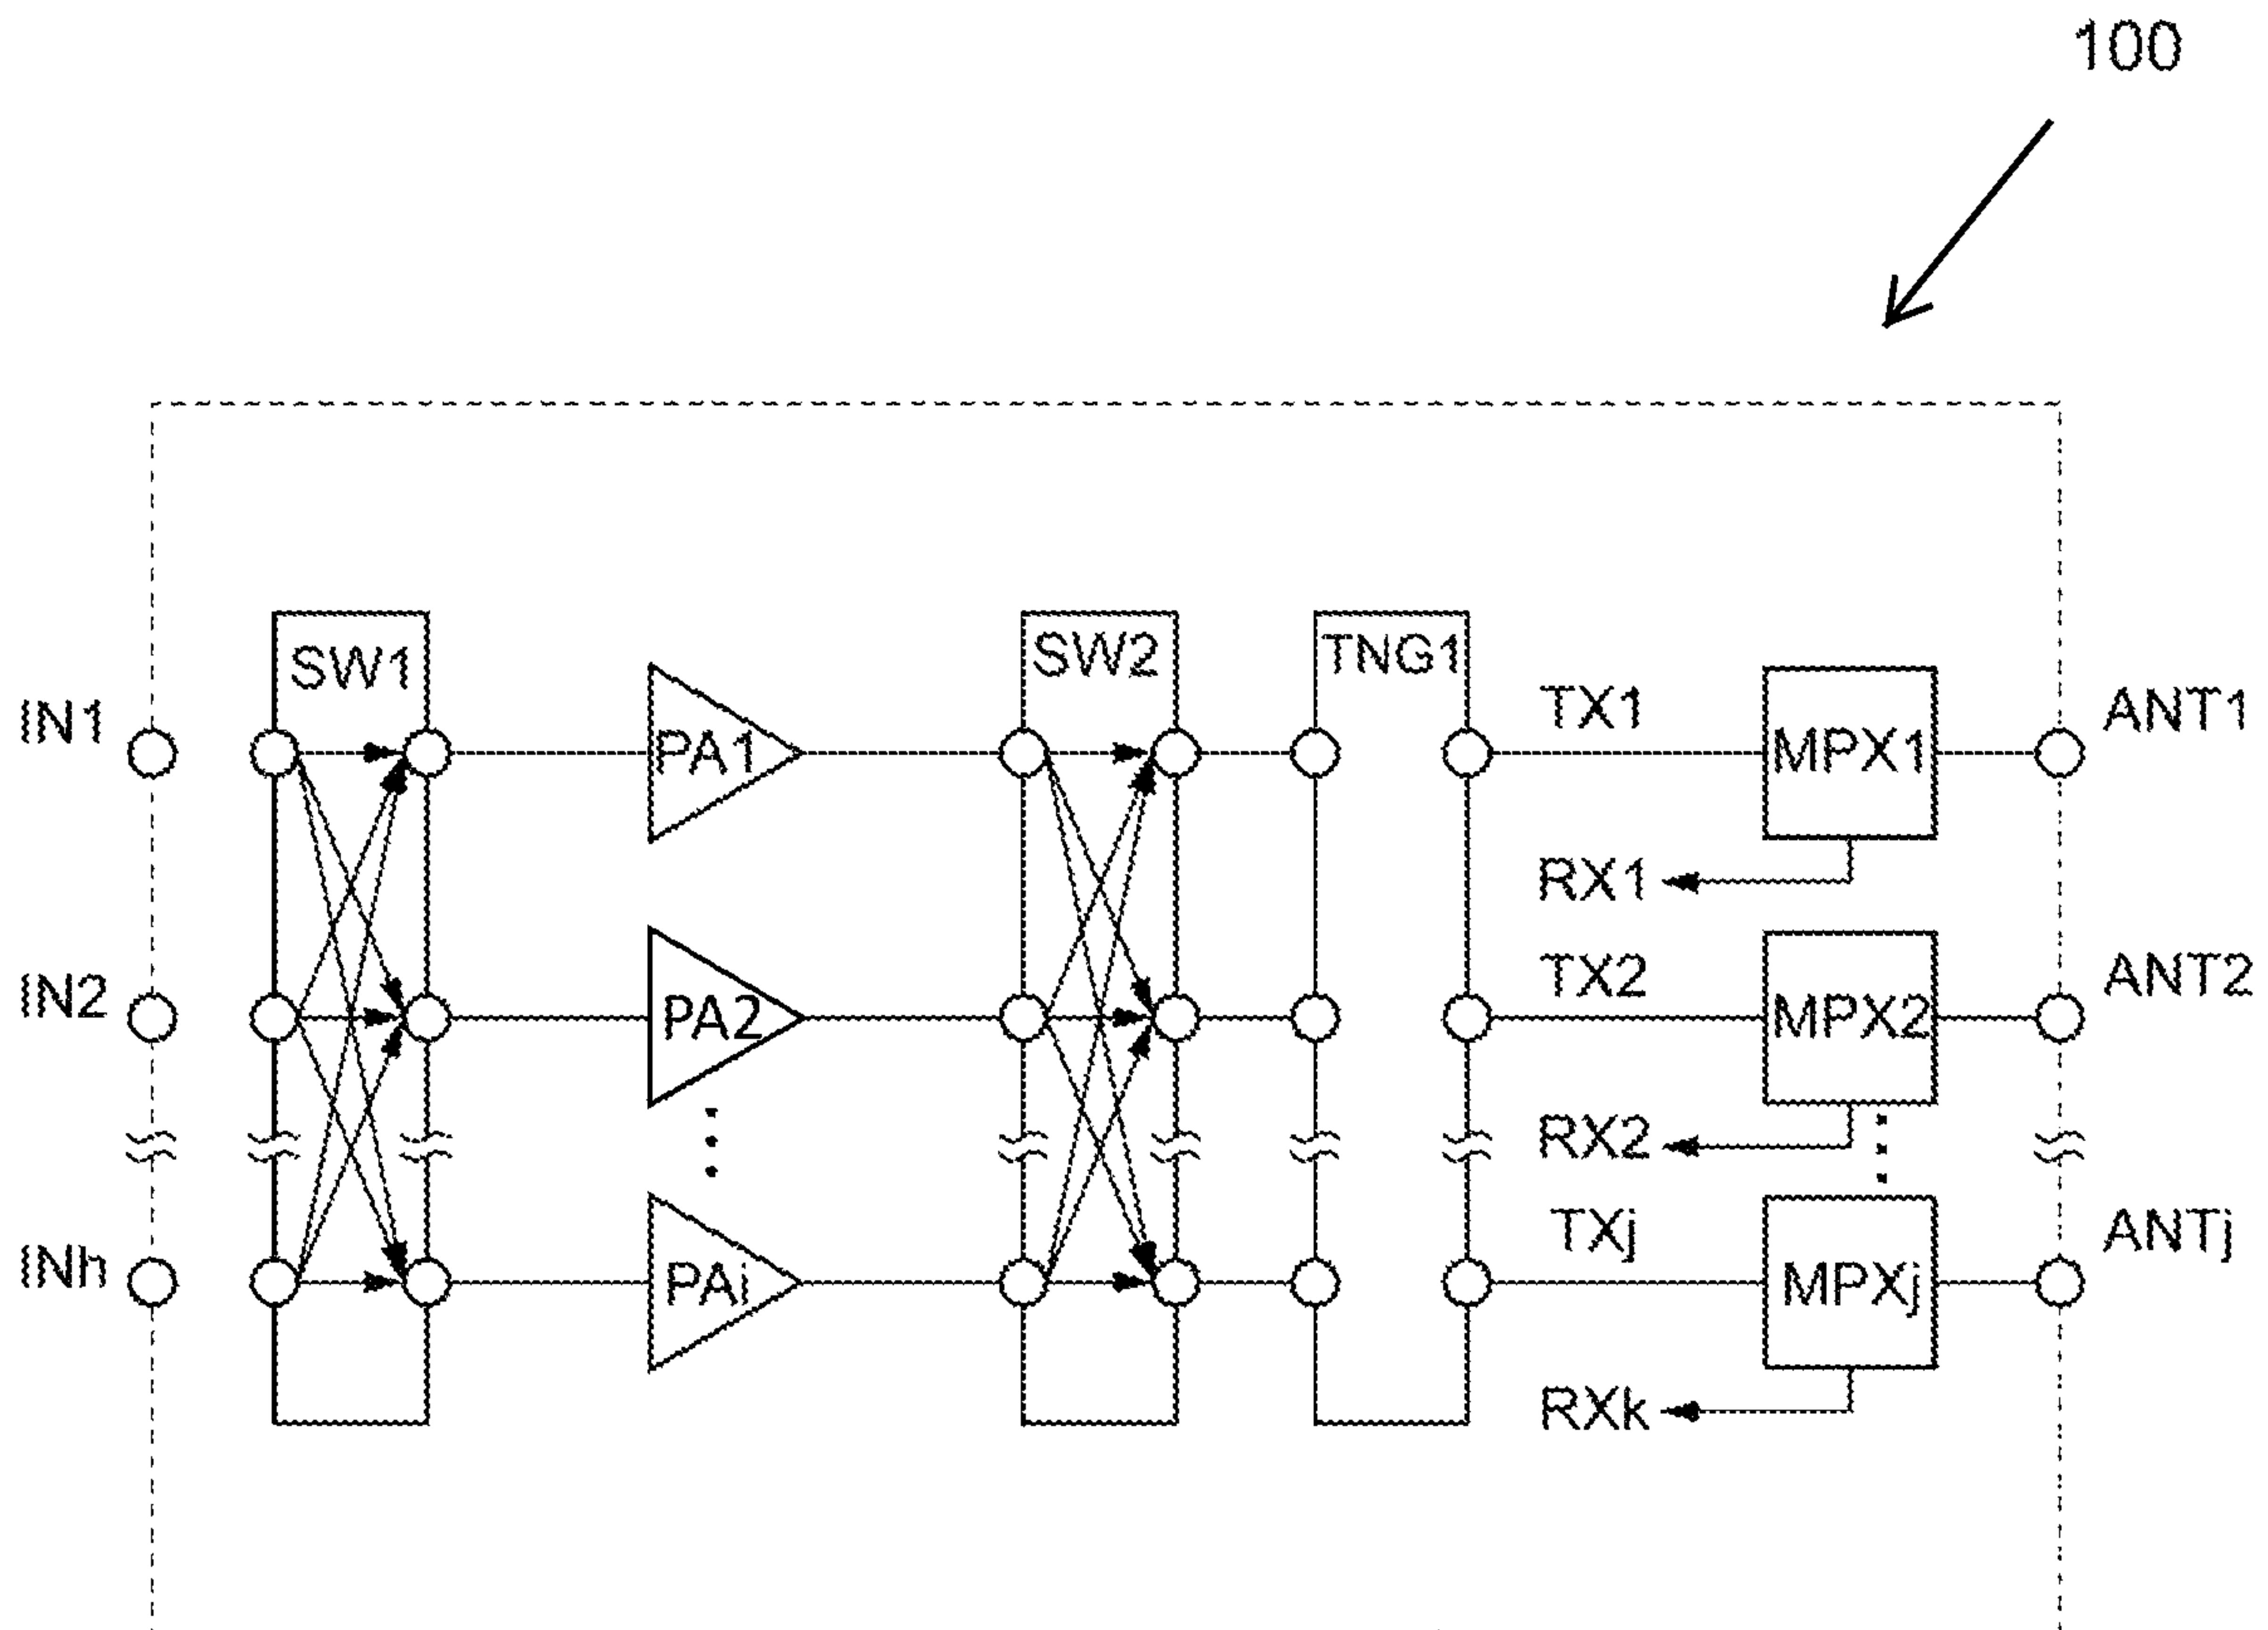 100
SW1
SW2
TNG1
IN1
PA1
TX1
MPX1
ANT1
RX1
IN2
PA2
TX2
MPX2
ANT2
RX2
INh
PAi
TXj
MPXj
ANTj
RXk